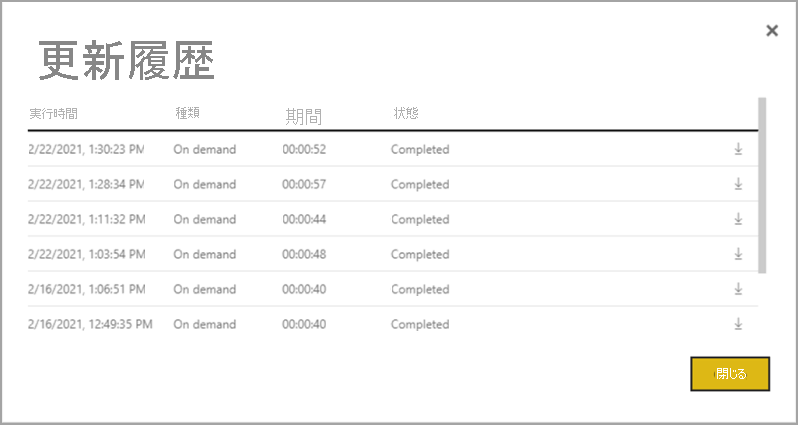 更新履歴
実行時間 種類 期間 状態
2/22/2021, 1:30:23 PM On demand 00:00:52 Completed
2/22/2021, 1:28:34 PM On demand 00:00:57 Completed
2/22/2021, 1:11:32 PM On demand 00:00:44 Completed
2/22/2021, 1:03:54 PM On demand 00:00:48 Completed
2/16/2021, 1:06:51 PM On demand 00:00:40 Completed
2/16/2021, 12:49:35 PM On demand 00:00:40 Completed
閉じる